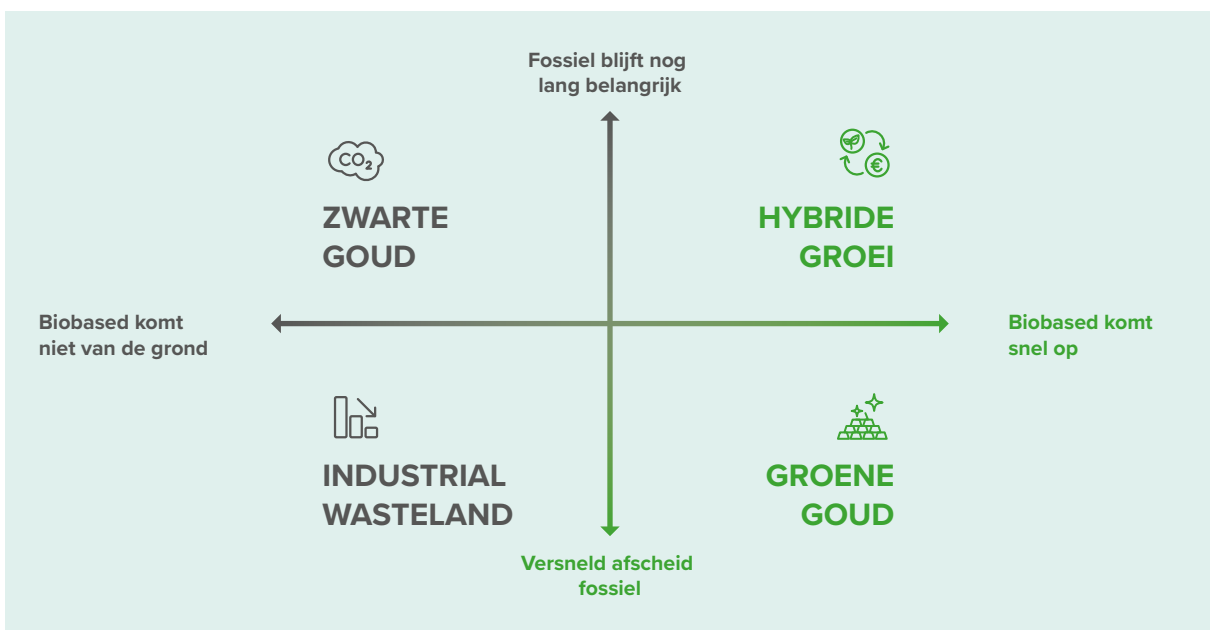 Fossiel blijft nog
lang belangrijk
CO₂
ZWARTE
GOUD
€
HYBRIDE
GROEI
Biobased komt
niet van de grond
Biobased komt
snel op
INDUSTRIAL
WASTELAND
GROENE
GOUD
Versneld afscheid
fossiel